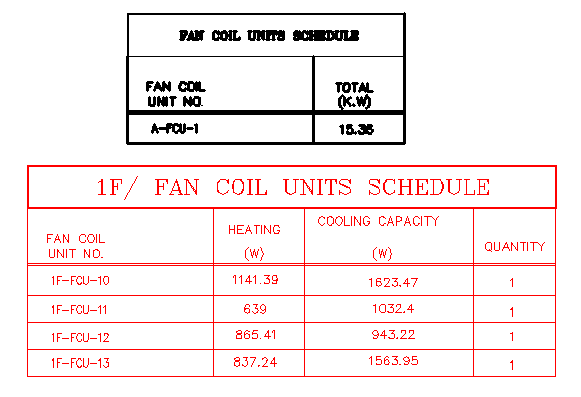 FAN COIL UNITS SCHEDULE
FAN COIL UNIT NO. TOTAL (K.W)
A-FCU-1 15.36
1F/ FAN COIL UNITS SCHEDULE
FAN COIL UNIT NO. HEATING (W) COOLING CAPACITY (W) QUANTITY
1F-FCU-10 1141.39 1623.47 1
1F-FCU-11 639 1032.4 1
1F-FCU-12 865.41 943.22 1
1F-FCU-13 837.24 1563.95 1